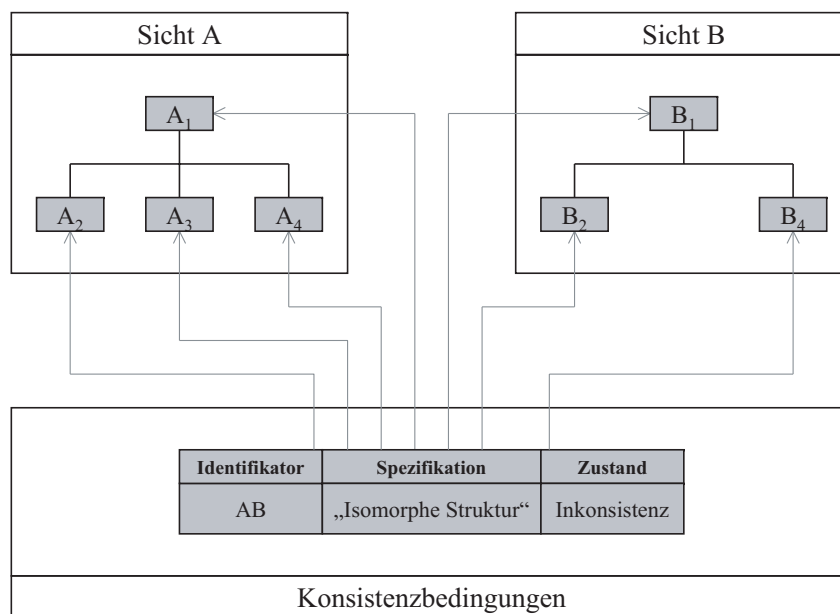 Sicht A
Sicht B
A₁
B₁
A₂ A₃ A₄
B₂ B₄
Identifikator Spezifikation Zustand
AB „Isomorphe Struktur“ Inkonsistenz
Konsistenzbedingungen